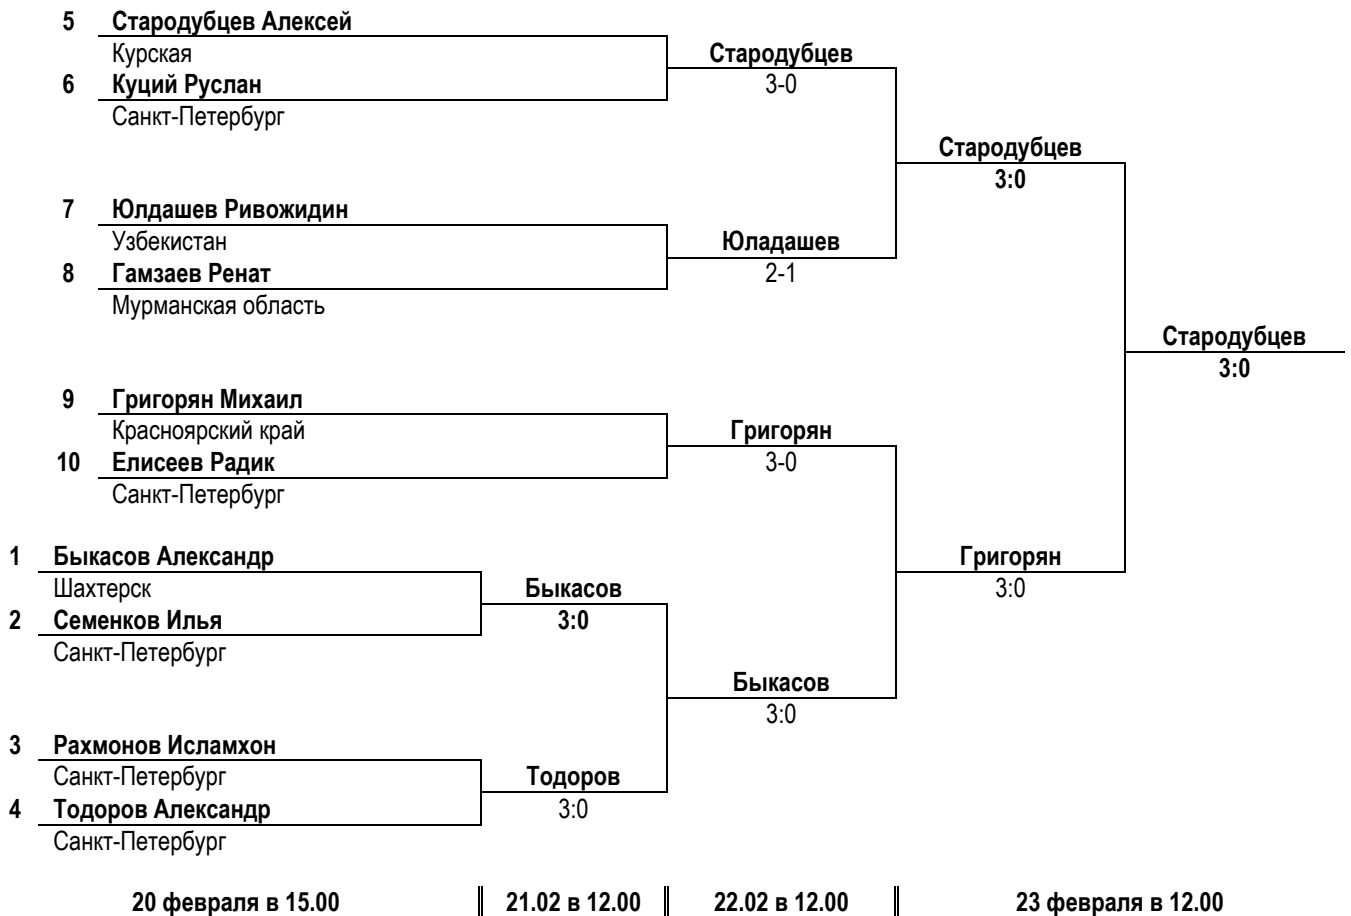 5 Стародубцев Алексей
Курская
Стародубцев
6 Куций Руслан
3-0
Санкт-Петербург
Стародубцев
3:0
7 Юлдашев Ривожидин
Узбекистан
Юладашев
8 Гамзаев Ренат
2-1
Мурманская область
Стародубцев
3:0
9 Григорян Михаил
Красноярский край
Григорян
10 Елисеев Радик
3-0
Санкт-Петербург
1 Быкасов Александр
Григорян
Шахтерск
Быкасов
3:0
2 Семенков Илья
3:0
Санкт-Петербург
Быкасов
3:0
3 Рахмонов Исламхон
Санкт-Петербург
Тодоров
4 Тодоров Александр
3:0
Санкт-Петербург
20 февраля в 15.00 21.02 в 12.00 22.02 в 12.00 23 февраля в 12.00